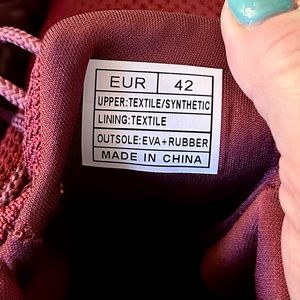 EUR 42
UPPER:TEXTILE/SYNTHETIC
LINING:TEXTILE
OUTSOLE:EVA+RUBBER
MADE IN CHINA